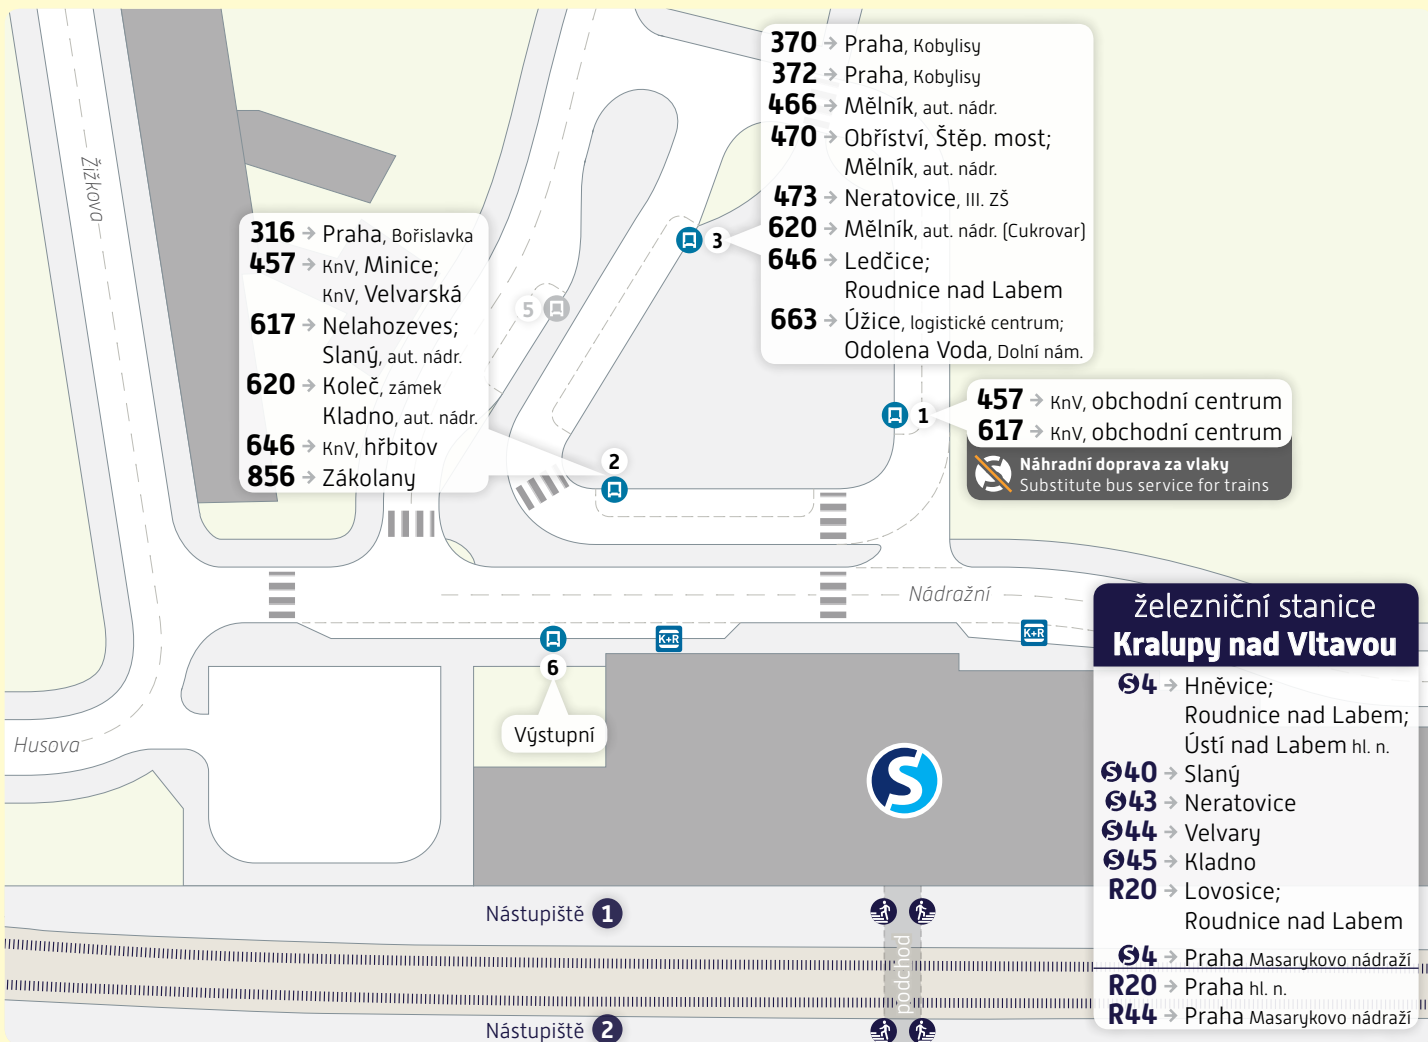 370 → Praha, Kobylisy
372 → Praha, Kobylisy
466 → Mělník, aut. nádr.
470 → Obříství, Štěp. most;
Mělník, aut. nádr.
473 → Neratovice, III. ZŠ
620 → Mělník, aut. nádr. (Cukrovar)
646 → Ledčice;
Roudnice nad Labem
663 → Úžice, logistické centrum;
Odolena Voda, Dolní nám.
3
Žižkova
316 → Praha, Bořislavka
457 → KnV, Minice;
KnV, Velvarská
617 → Nelahozeves;
Slaný, aut. nádr.
620 → Koleč, zámek
Kladno, aut. nádr.
646 → KnV, hřbitov
856 → Zákolany
5
2
1
457 → KnV, obchodní centrum
617 → KnV, obchodní centrum
Náhradní doprava za vlaky
Substitute bus service for trains
Nádražní
K+R
K+R
6
Výstupní
Husova
S
železniční stanice
Kralupy nad Vltavou
S4 → Hněvice;
Roudnice nad Labem;
Ústí nad Labem hl. n.
S40 → Slaný
S43 → Neratovice
S44 → Velvary
S45 → Kladno
R20 → Lovosice;
Roudnice nad Labem
S4 → Praha Masarykovo nádraží
R20 → Praha hl. n.
R44 → Praha Masarykovo nádraží
Nástupiště 1
podchod
Nástupiště 2